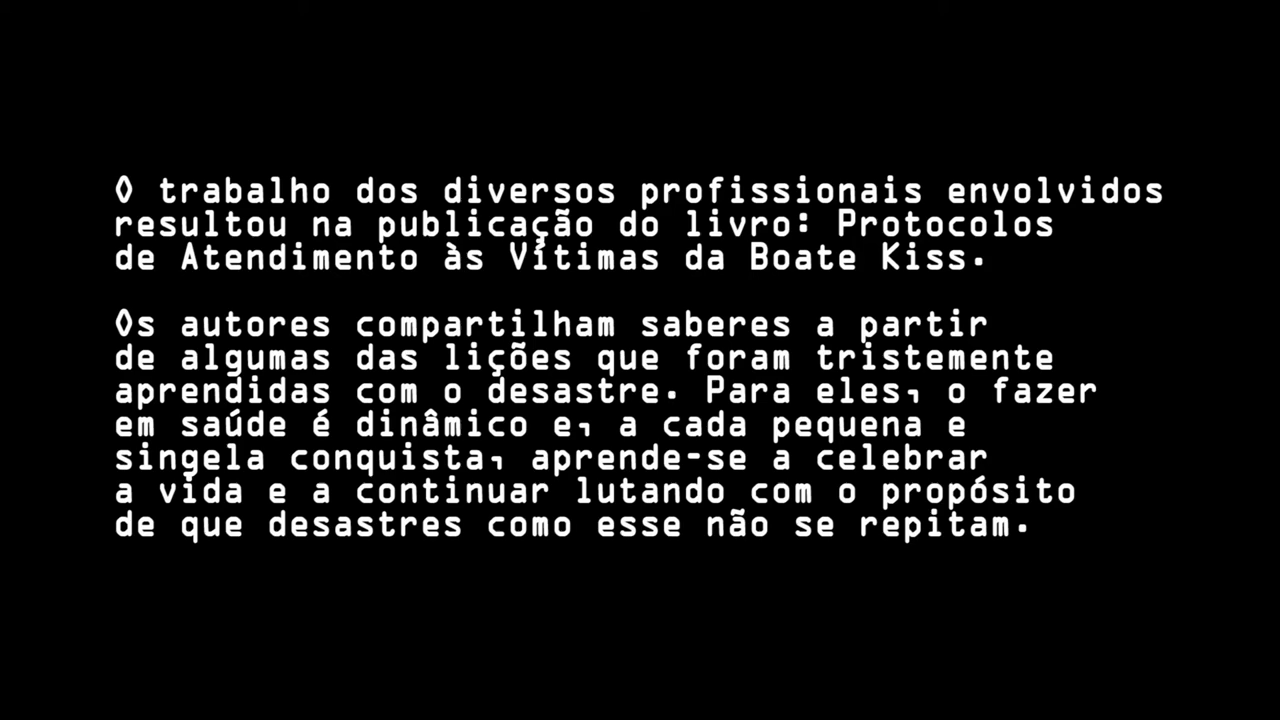 O trabalho dos diversos profissionais envolvidos
resultou na publicação do livro: Protocolos
de Atendimento às Vítimas da Boate Kiss.
Os autores compartilham saberes a partir
de algumas das lições que foram tristemente
aprendidas com o desastre. Para eles, o fazer
em saúde é dinâmico e, a cada pequena e
singela conquista, aprende-se a celebrar
a vida e a continuar lutando com o propósito
de que desastres como esse não se repitam.